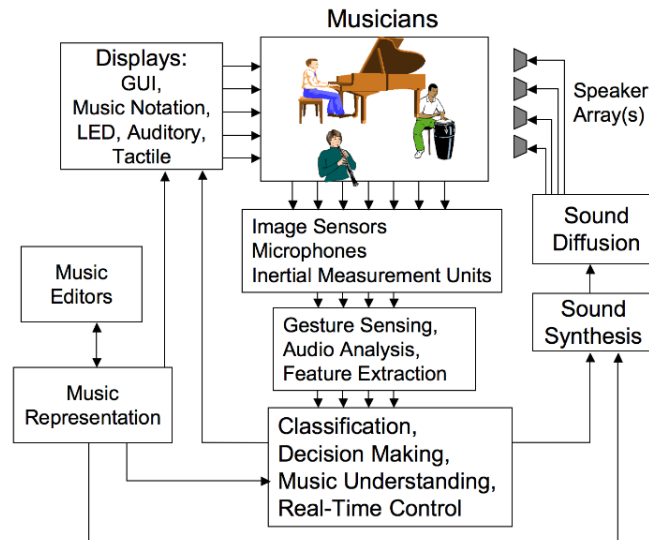 Musicians
Displays:
GUI,
Music Notation,
LED, Auditory,
Tactile
Speaker
Array(s)
Image Sensors
Microphones
Inertial Measurement Units
Sound
Diffusion
Music
Editors
Gesture Sensing,
Audio Analysis,
Feature Extraction
Sound
Synthesis
Music
Representation
Classification,
Decision Making,
Music Understanding,
Real-Time Control